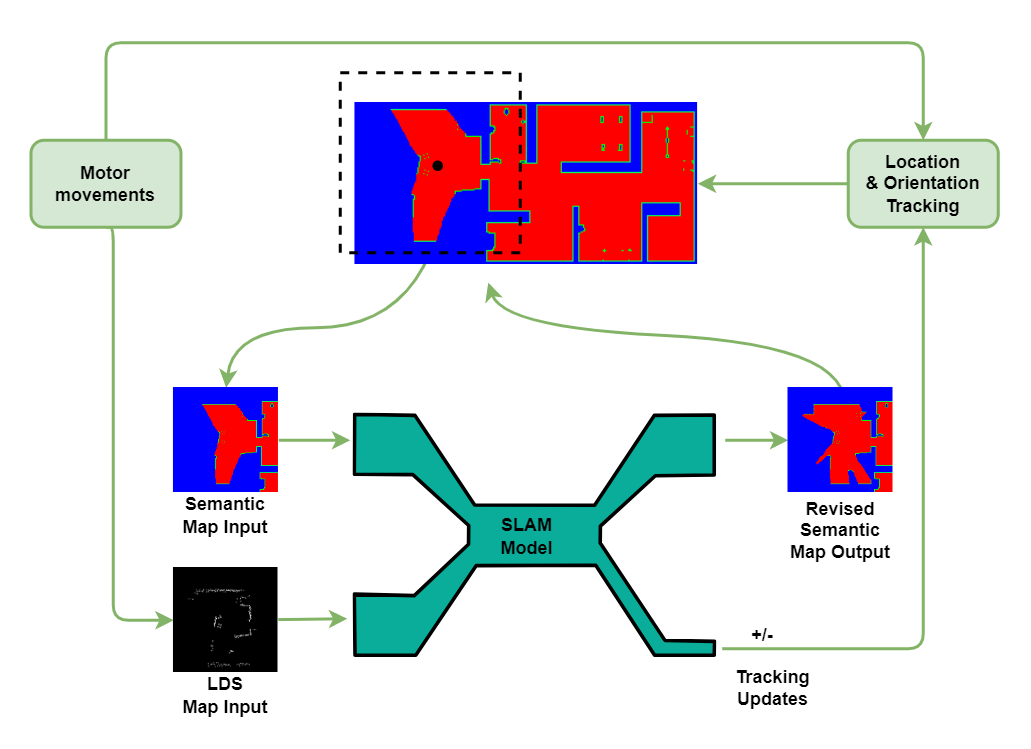 Motor
movements
Location
& Orientation
Tracking
Semantic
Map Input
SLAM
Model
Revised
Semantic
Map Output
LDS
Map Input
+/-
Tracking
Updates